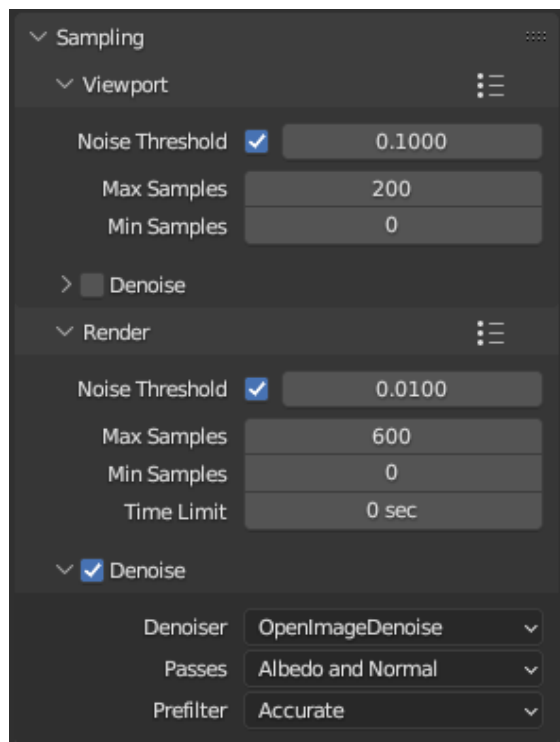 Sampling
Viewport
Noise Threshold 0.1000
Max Samples 200
Min Samples 0
Denoise
Render
Noise Threshold 0.0100
Max Samples 600
Min Samples 0
Time Limit 0 sec
Denoise
Denoiser OpenImageDenoise
Passes Albedo and Normal
Prefilter Accurate